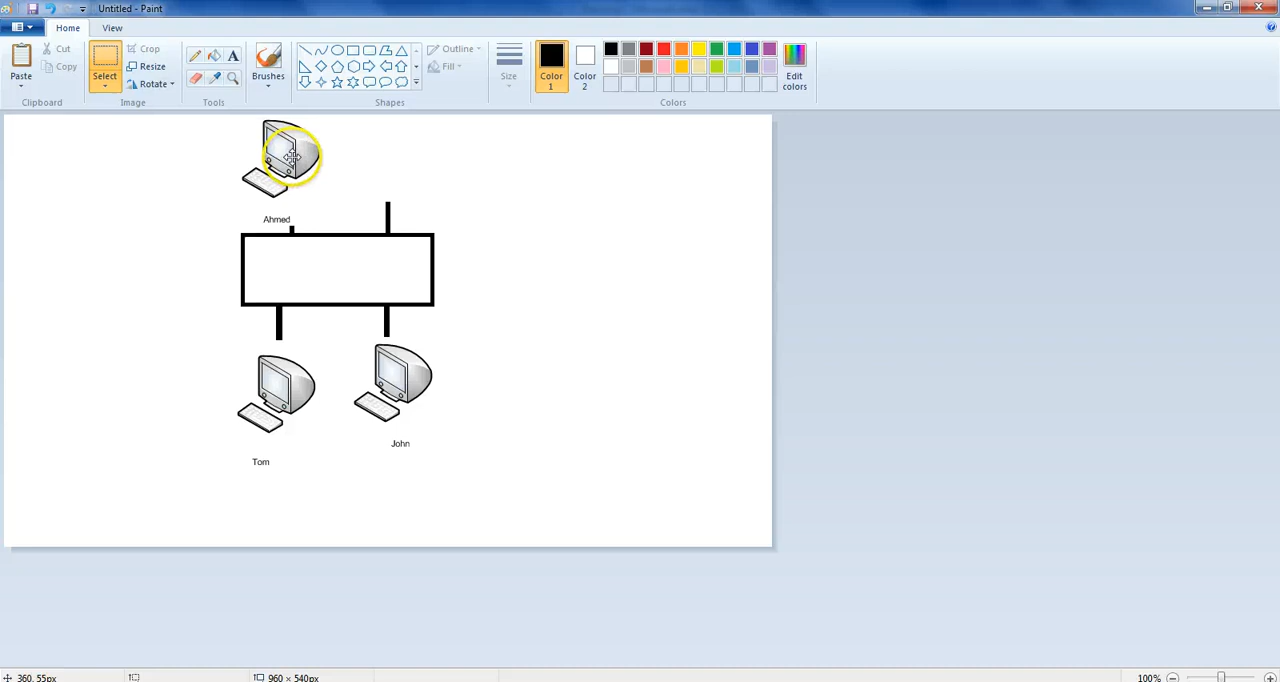 Untitled - Paint
Home
View
Paste
Cut
Copy
Clipboard
Select
Crop
Resize
Rotate
Image
A
Tools
Brushes
Outline
Fill
Shapes
Size
Color
1
Color
2
Edit
colors
Colors
Ahmed
John
Tom
360, 55px
960 × 540px
100%